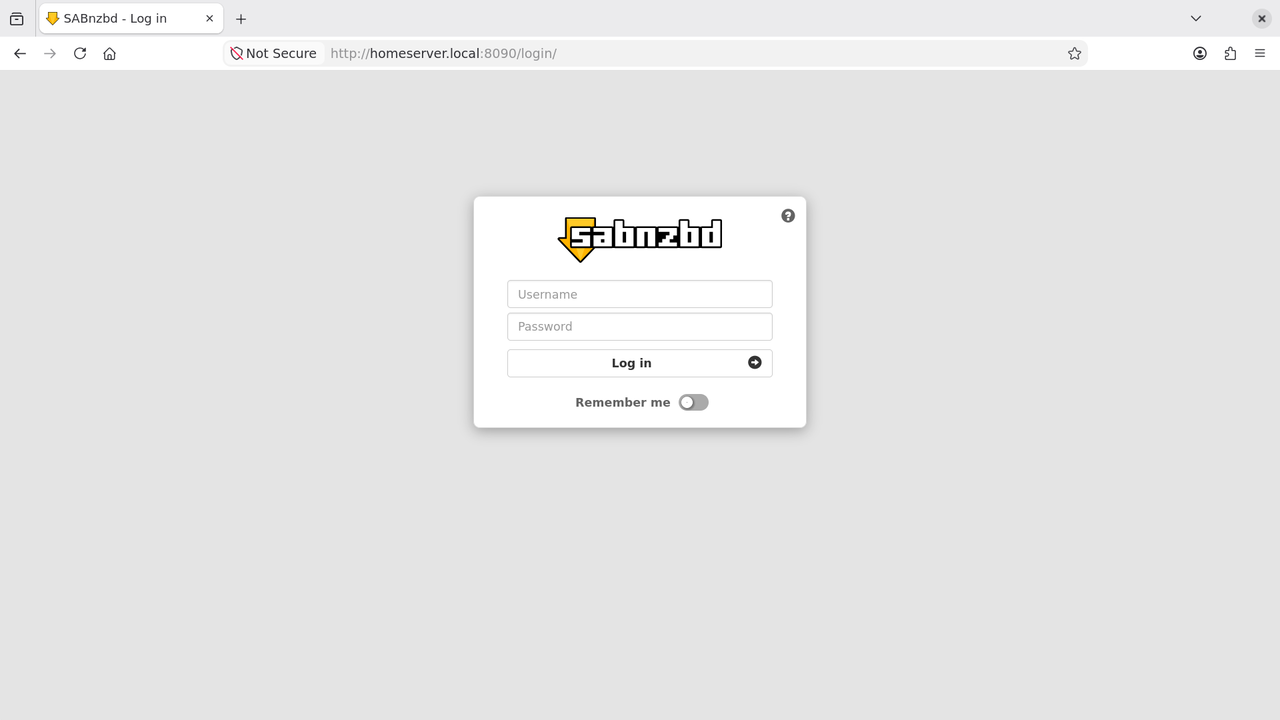 SABnzbd - Log in
Not Secure http://homeserver.local:8090/login/
sabnzbd
Username
Password
Log in
Remember me